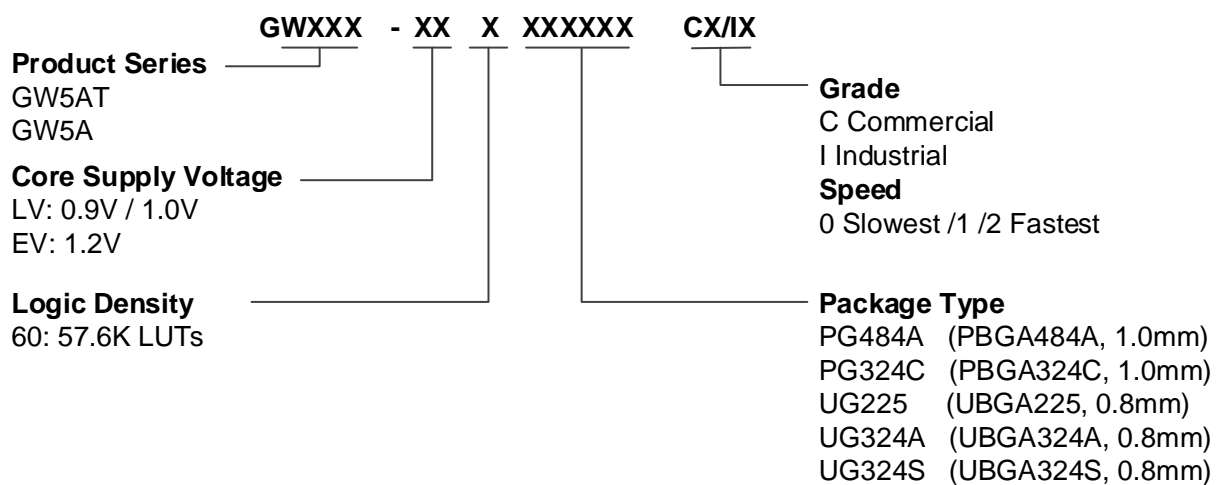 GWXXX - XX X XXXXXX CX/IX
Product Series
GW5AT
GW5A
Core Supply Voltage
LV: 0.9V / 1.0V
EV: 1.2V
Logic Density
60: 57.6K LUTs
Grade
C Commercial
I Industrial
Speed
0 Slowest /1 /2 Fastest
Package Type
PG484A (PBGA484A, 1.0mm)
PG324C (PBGA324C, 1.0mm)
UG225 (UBGA225, 0.8mm)
UG324A (UBGA324A, 0.8mm)
UG324S (UBGA324S, 0.8mm)